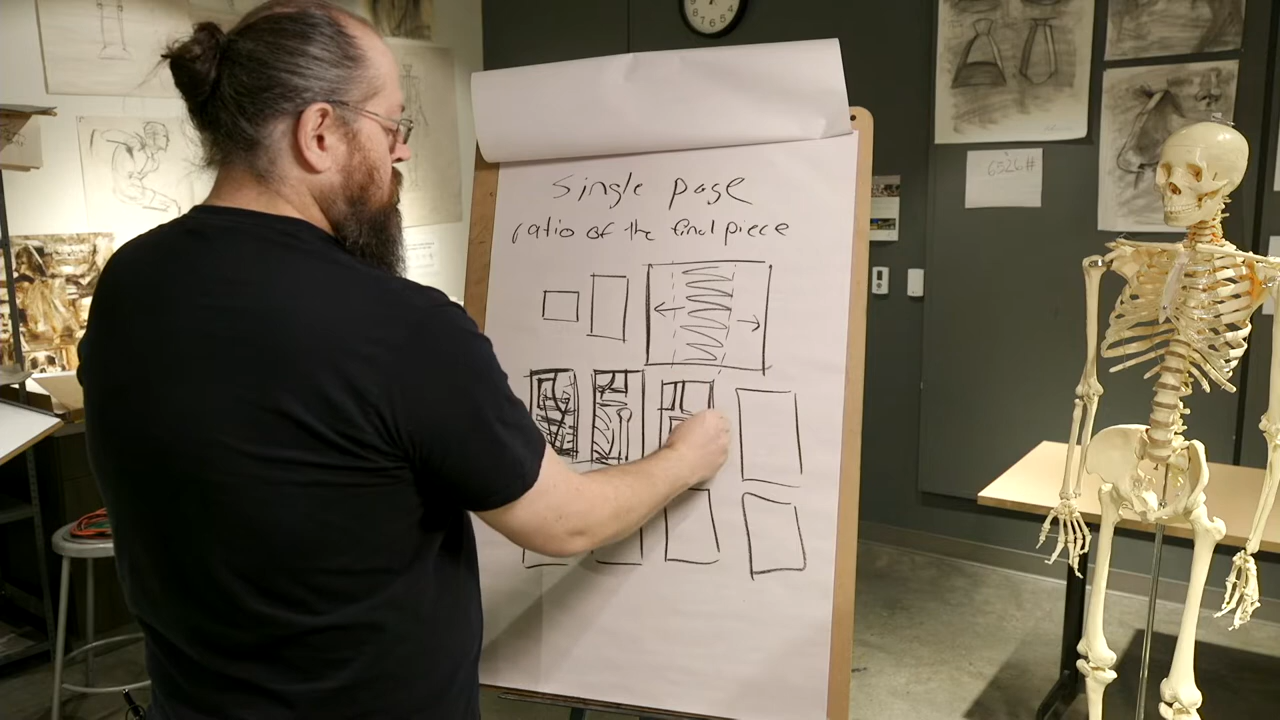 single page
ratio of the final piece
6526#